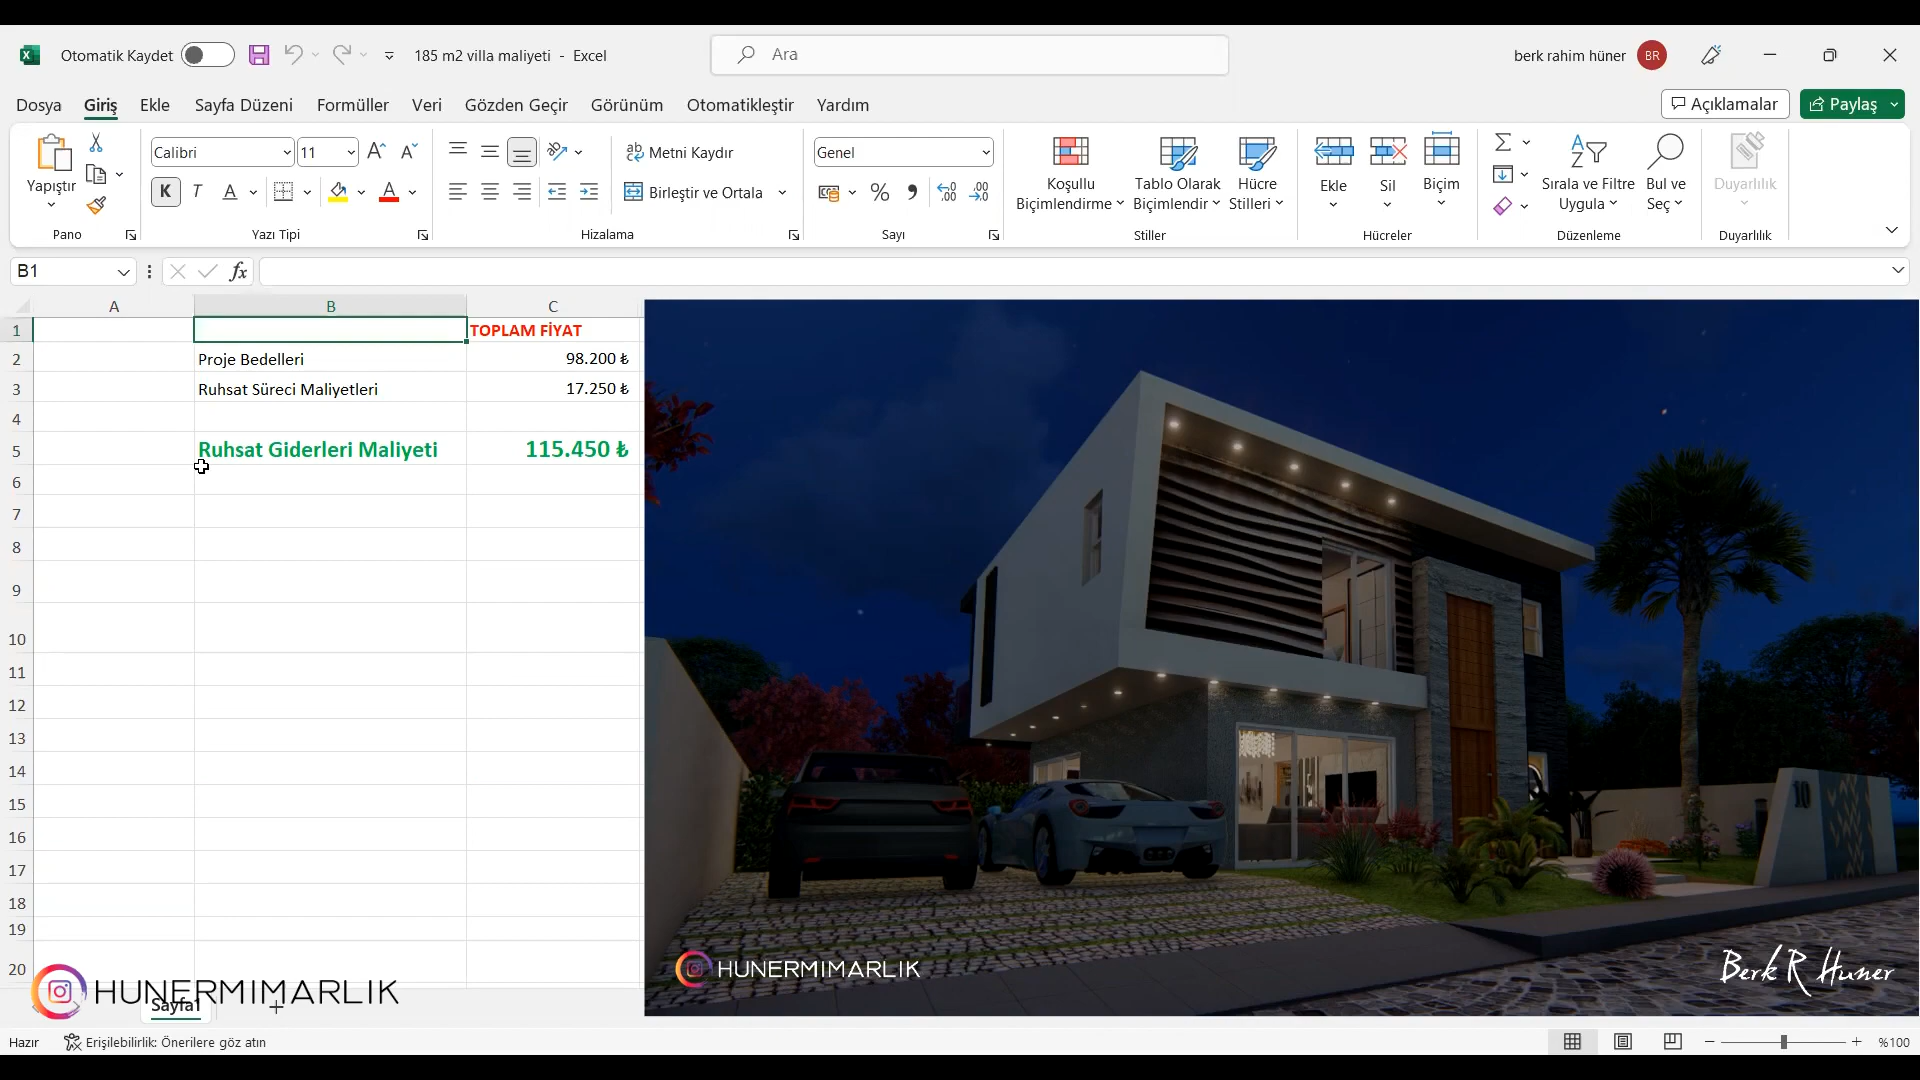 Otomatik Kaydet
185 m2 villa maliyeti - Excel
Ara
berk rahim hüner
BR
Dosya
Giriş
Ekle
Sayfa Düzeni
Formüller
Veri
Gözden Geçir
Görünüm
Otomatikleştir
Yardım
Açıklamalar
Paylaş
Yapıştır
Pano
Calibri
11
K
T
A
A
Yazı Tipi
Metni Kaydır
Birleştir ve Ortala
Hizalama
Genel
Sayı
Koşullu
Biçimlendirme
Tablo Olarak
Biçimlendir
Hücre
Stilleri
Stiller
Ekle
Sil
Biçim
Hücreler
Sırala ve Filtre
Uygula
Bul ve
Seç
Düzenleme
Duyarlılık
Duyarlılık
B1
fx
A
B
C
1
TOPLAM FİYAT
2
Proje Bedelleri
98.200 ₺
3
Ruhsat Süreci Maliyetleri
17.250 ₺
4
5
Ruhsat Giderleri Maliyeti
115.450 ₺
6
7
8
9
10
11
12
13
14
15
16
17
18
19
20
HUNERMIMARLIK
Sayfa1
10
HUNERMIMARLIK
Berk R Huner
Hazır
Erişilebilirlik: Önerilere göz atın
%100